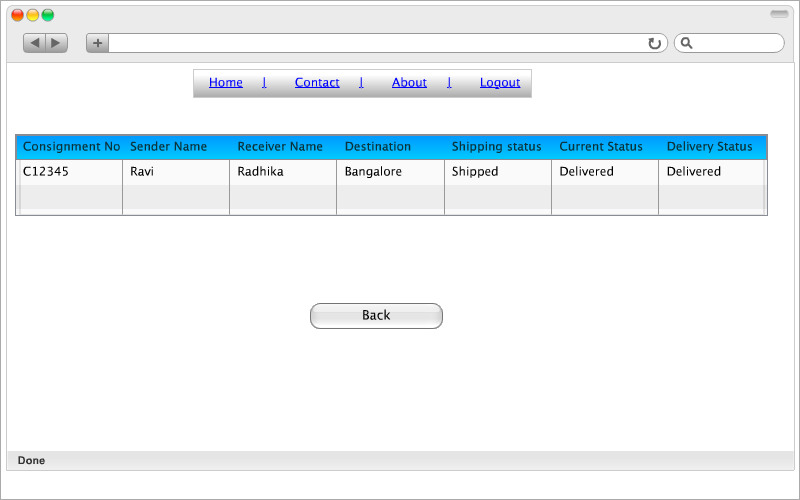 Home | Contact | About | Logout
Consignment No Sender Name Receiver Name Destination Shipping status Current Status Delivery Status
C12345 Ravi Radhika Bangalore Shipped Delivered Delivered
Back
Done